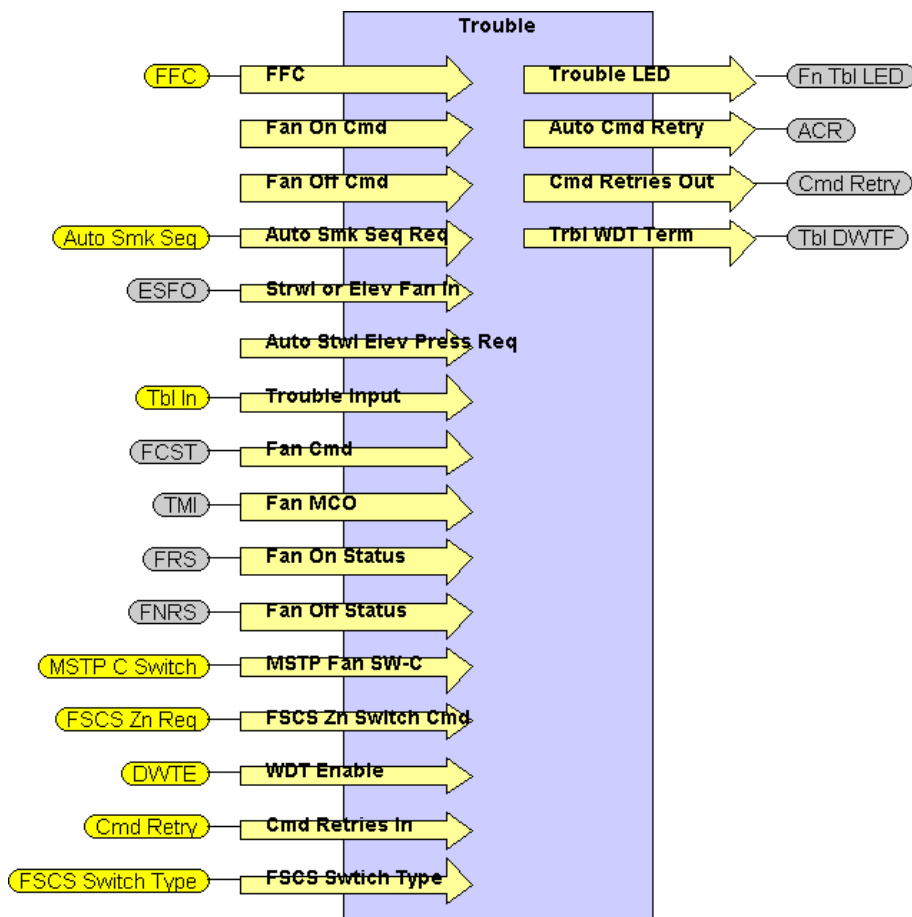 Trouble
FFC FFC Trouble LED Fn Tbl LED
Fan On Cmd Auto Cmd Retry ACR
Fan Off Cmd Cmd Retries Out Cmd Retry
Auto Smk Seq Auto Smk Seq Req Trbl WDT Term Tbl DWTF
ESFO Strwl or Elev Fan In
Auto Stwl Elev Press Req
Tbl In Trouble Input
FCST Fan Cmd
TMI Fan MCO
FRS Fan On Status
FNRS Fan Off Status
MSTP C Switch MSTP Fan SW-C
FSCS Zn Req FSCS Zn Switch Cmd
DWTE WDT Enable
Cmd Retry Cmd Retries In
FSCS Switch Type FSCS Swtich Type